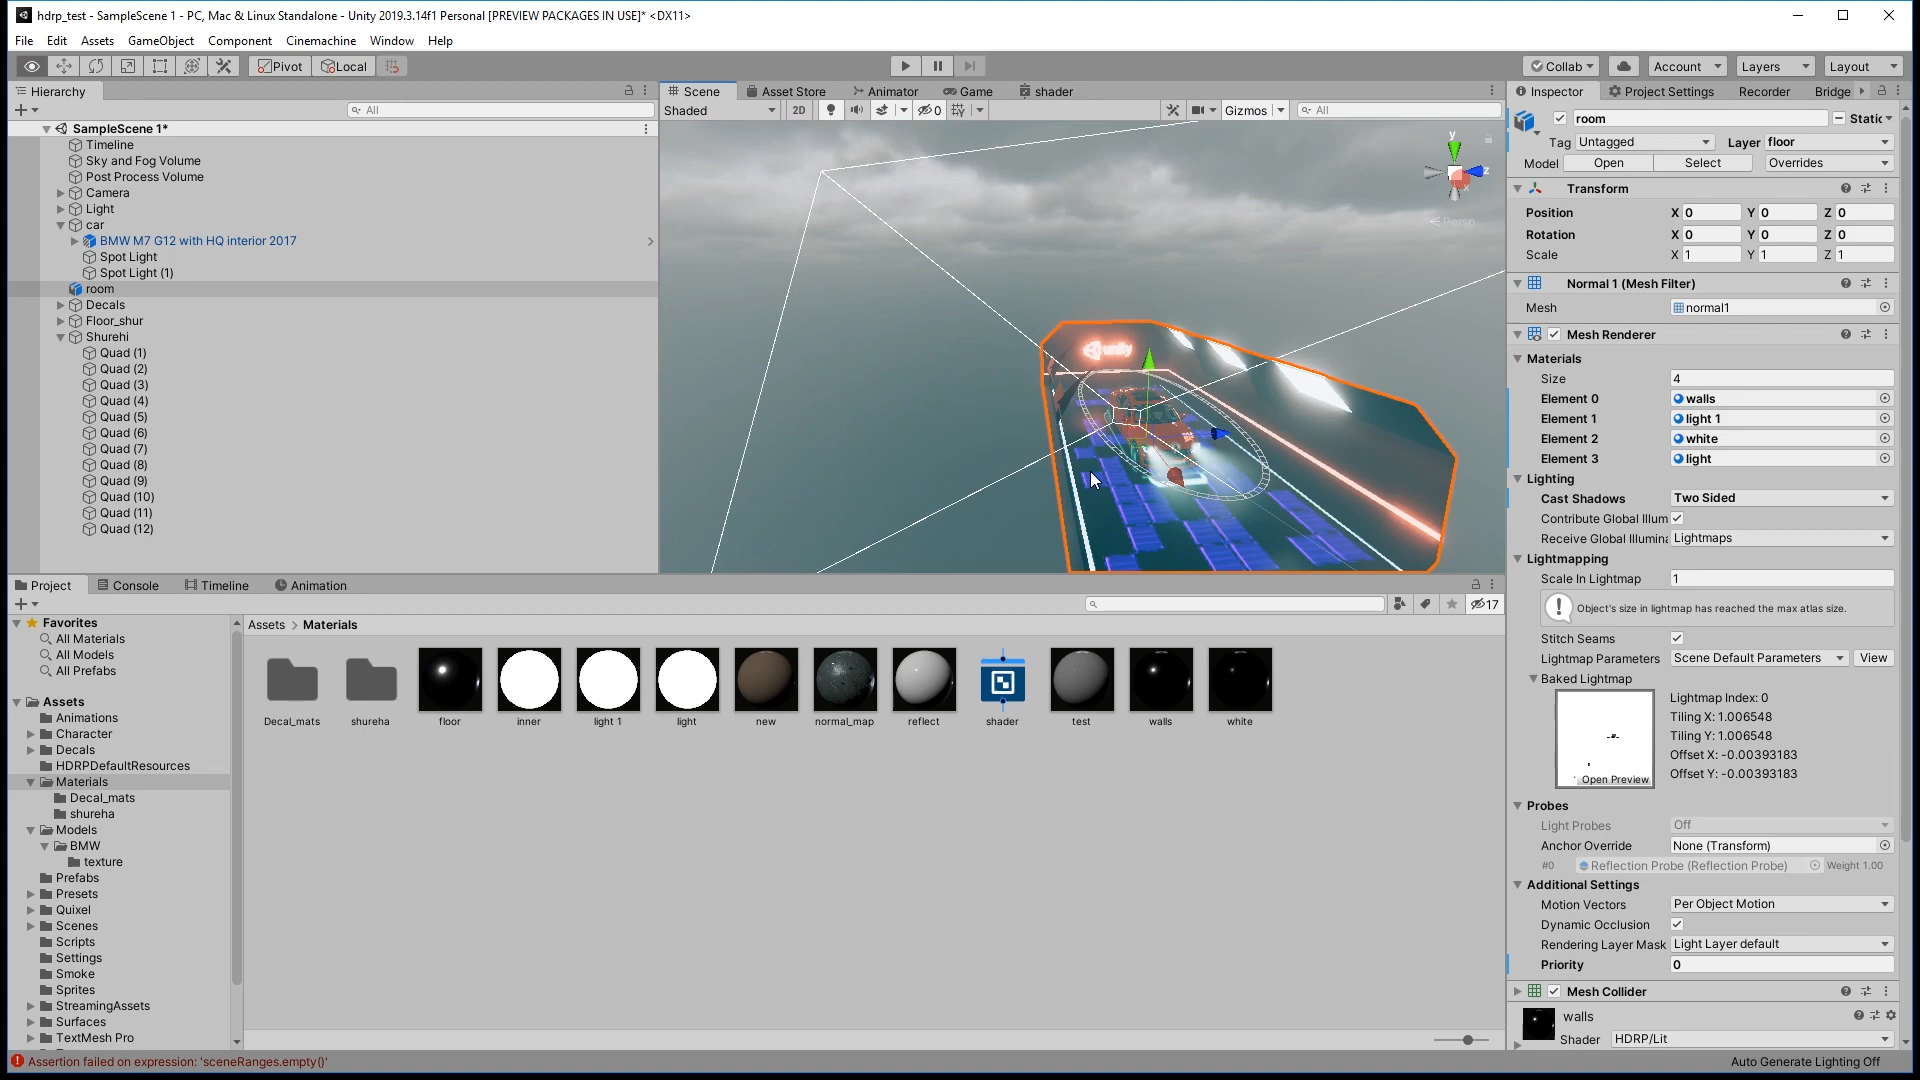 hdrp_test - SampleScene 1 - PC, Mac & Linux Standalone - Unity 2019.3.14f1 Personal [PREVIEW PACKAGES IN USE]* <DX11>
File Edit Assets GameObject Component Cinemachine Window Help
Pivot Local Collab Account Layers Layout
Hierarchy
All
SampleScene 1*
Timeline
Sky and Fog Volume
Post Process Volume
Camera
Light
car
BMW M7 G12 with HQ interior 2017
Spot Light
Spot Light (1)
room
Decals
Floor_shur
Shurehi
Quad (1)
Quad (2)
Quad (3)
Quad (4)
Quad (5)
Quad (6)
Quad (7)
Quad (8)
Quad (9)
Quad (10)
Quad (11)
Quad (12)
Scene Asset Store Animator Game shader
Shaded 2D 0 Gizmos All
y
z
x
Persp
unity
Inspector Project Settings Recorder Bridge
room Static
Tag Untagged Layer floor
Model Open Select Overrides
Transform
Position X 0 Y 0 Z 0
Rotation X 0 Y 0 Z 0
Scale X 1 Y 1 Z 1
Normal 1 (Mesh Filter)
Mesh normal1
Mesh Renderer
Materials
Size 4
Element 0 walls
Element 1 light 1
Element 2 white
Element 3 light
Lighting
Cast Shadows Two Sided
Contribute Global Illum
Receive Global Illumina Lightmaps
Lightmapping
Scale In Lightmap 1
Object's size in lightmap has reached the max atlas size.
Stitch Seams
Lightmap Parameters Scene Default Parameters View
Baked Lightmap
Lightmap Index: 0
Tiling X: 1.006548
Tiling Y: 1.006548
Offset X: -0.00393183
Offset Y: -0.00393183
Open Preview
Probes
Light Probes Off
Anchor Override None (Transform)
#0 Reflection Probe (Reflection Probe) Weight 1.00
Additional Settings
Motion Vectors Per Object Motion
Dynamic Occlusion
Rendering Layer Mask Light Layer default
Priority 0
Mesh Collider
walls
Shader HDRP/Lit
Project Console Timeline Animation
17
Favorites
All Materials
All Models
All Prefabs
Assets
Animations
Character
Decals
HDRPDefaultResources
Materials
Decal_mats
shureha
Models
BMW
texture
Prefabs
Presets
Quixel
Scenes
Scripts
Settings
Smoke
Sprites
StreamingAssets
Surfaces
TextMesh Pro
Assets > Materials
Decal_mats shureha floor inner light 1 light new normal_map reflect shader test walls white
Assertion failed on expression: 'sceneRanges.empty()'
Auto Generate Lighting Off